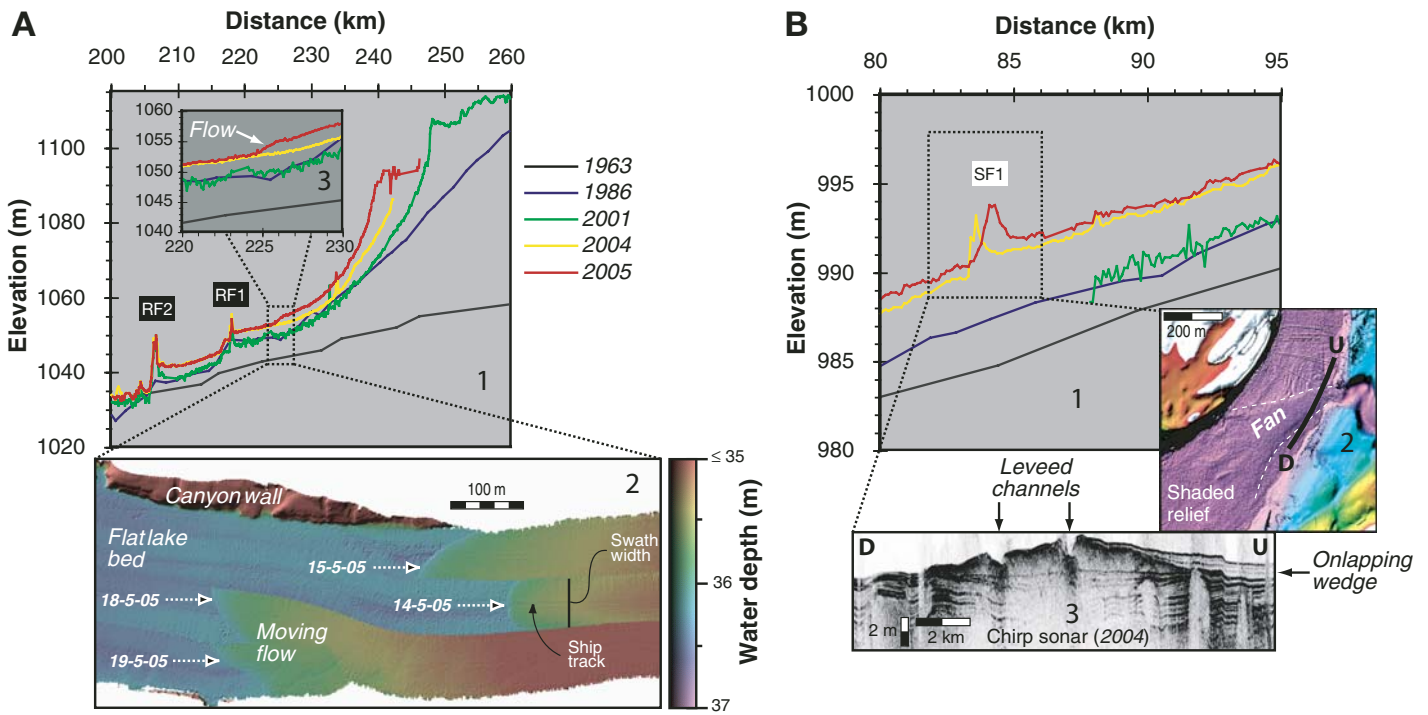 A
Distance (km)
200 210 220 230 240 250 260
Elevation (m)
1100
1080
1060
1040
1020
1060
1055
1050
1045
1040
220 225 230
Flow
3
RF2
RF1
1
1963
1986
2001
2004
2005
Canyon wall
100 m
2
Flat lake
bed
15-5-05
Swath
width
18-5-05
14-5-05
Moving
flow
Ship
track
19-5-05
≤ 35
36
37
Water depth (m)
B
Distance (km)
80 85 90 95
Elevation (m)
1000
995
990
985
980
SF1
1
200 m
U
Fan
2
D
Shaded
relief
Leveed
channels
D
U
Onlapping
wedge
3
2 m
2 km
Chirp sonar (2004)